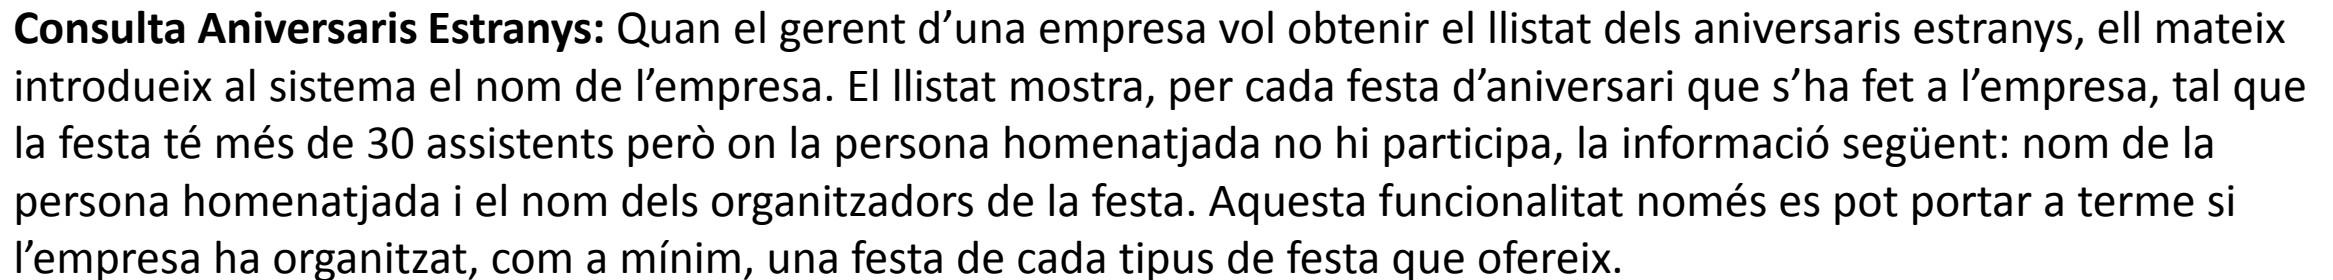 Consulta Aniversaris Estranys: Quan el gerent d’una empresa vol obtenir el llistat dels aniversaris estranys, ell mateix
introdueix al sistema el nom de l’empresa. El llistat mostra, per cada festa d’aniversari que s’ha fet a l’empresa, tal que
la festa té més de 30 assistents però on la persona homenatjada no hi participa, la informació següent: nom de la
persona homenatjada i el nom dels organitzadors de la festa. Aquesta funcionalitat només es pot portar a terme si
l’empresa ha organitzat, com a mínim, una festa de cada tipus de festa que ofereix.